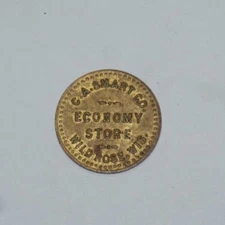 C.A. SMART CO.
ECONOMY
STORE
WILD ROSE, WIS.